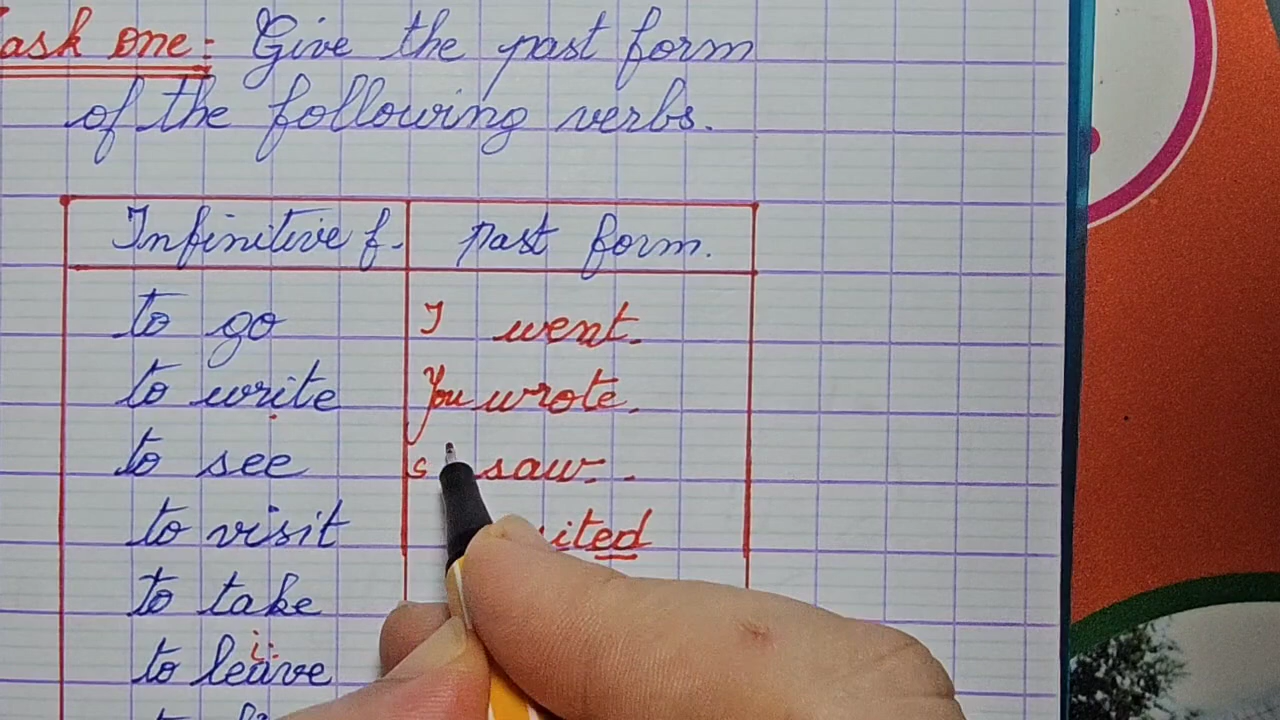 ask one: Give the past form
of the following verbs.
Infinitive f. past form.
to go I went.
to write You wrote.
to see s saw.
to visit ited
to take
to leave
i: